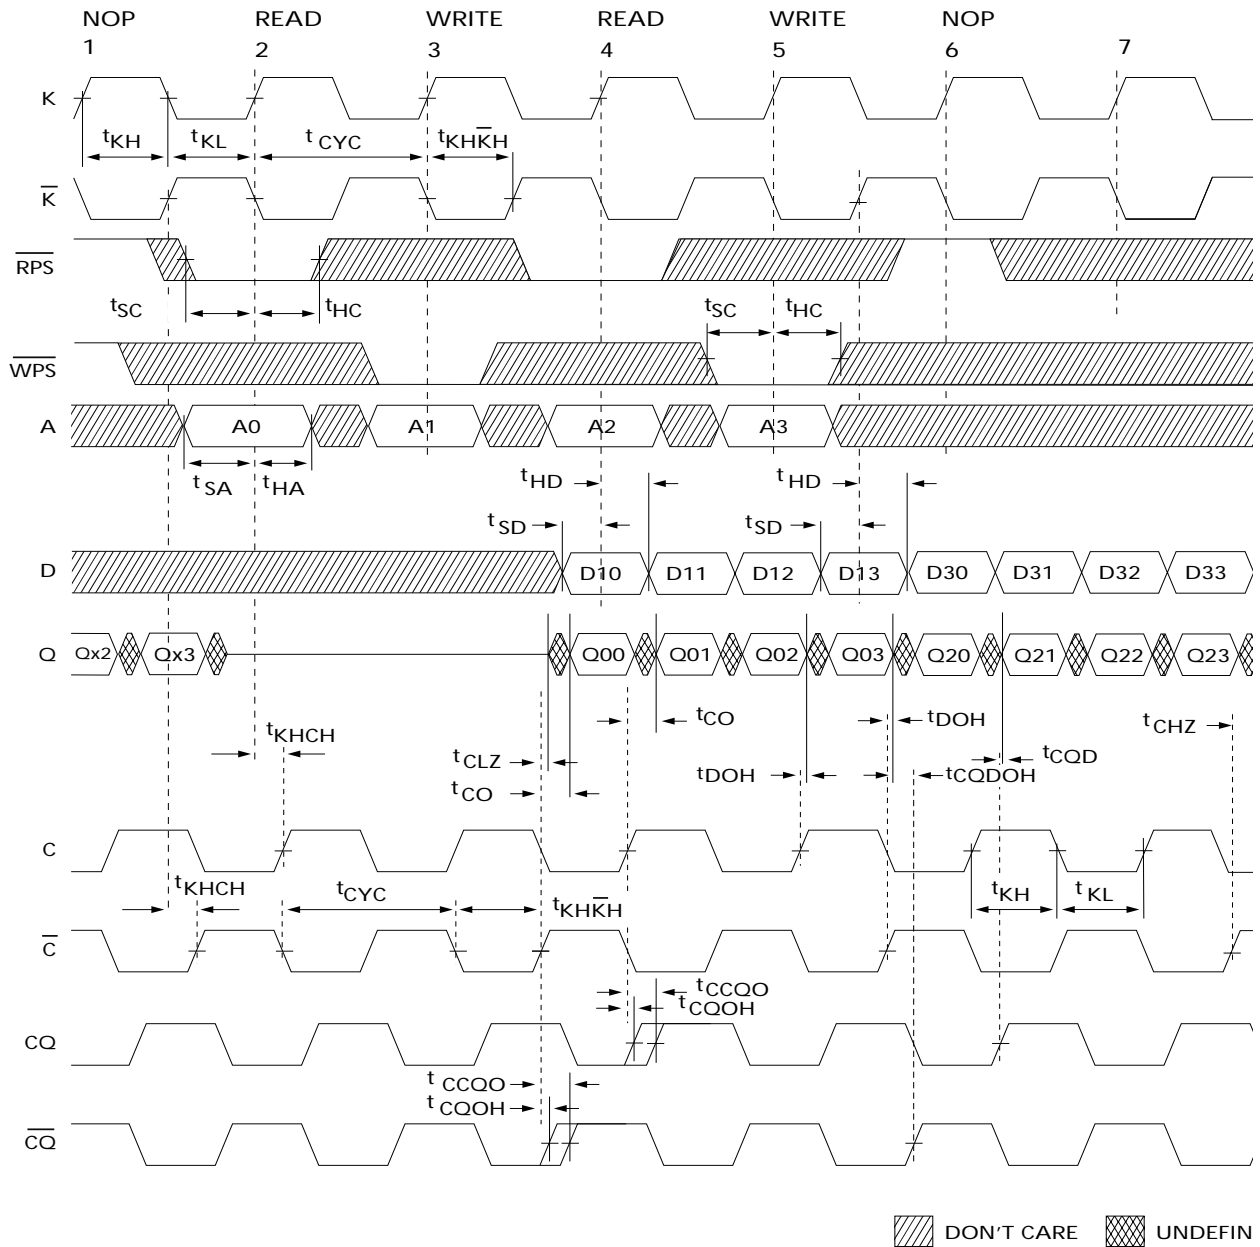 NOP READ WRITE READ WRITE NOP
1 2 3 4 5 6 7
K
tKH tKL tCYC tKHK̅H
K̅
R̅P̅S̅
tSC tHC tSC tHC
W̅P̅S̅
A A0 A1 A2 A3
tSA tHA tHD tHD
tSD tSD
D D10 D11 D12 D13 D30 D31 D32 D33
Q Qx2 Qx3 Q00 Q01 Q02 Q03 Q20 Q21 Q22 Q23
tKHCH tCO tDOH tCHZ
tCLZ tDOH tCQDOH tCQD
tCO
C
tKHCH tCYC tKHK̅H tKH tKL
C̅
tCCQO
tCQOH
CQ
tCCQO
tCQOH
C̅Q̅
DON'T CARE UNDEFIN